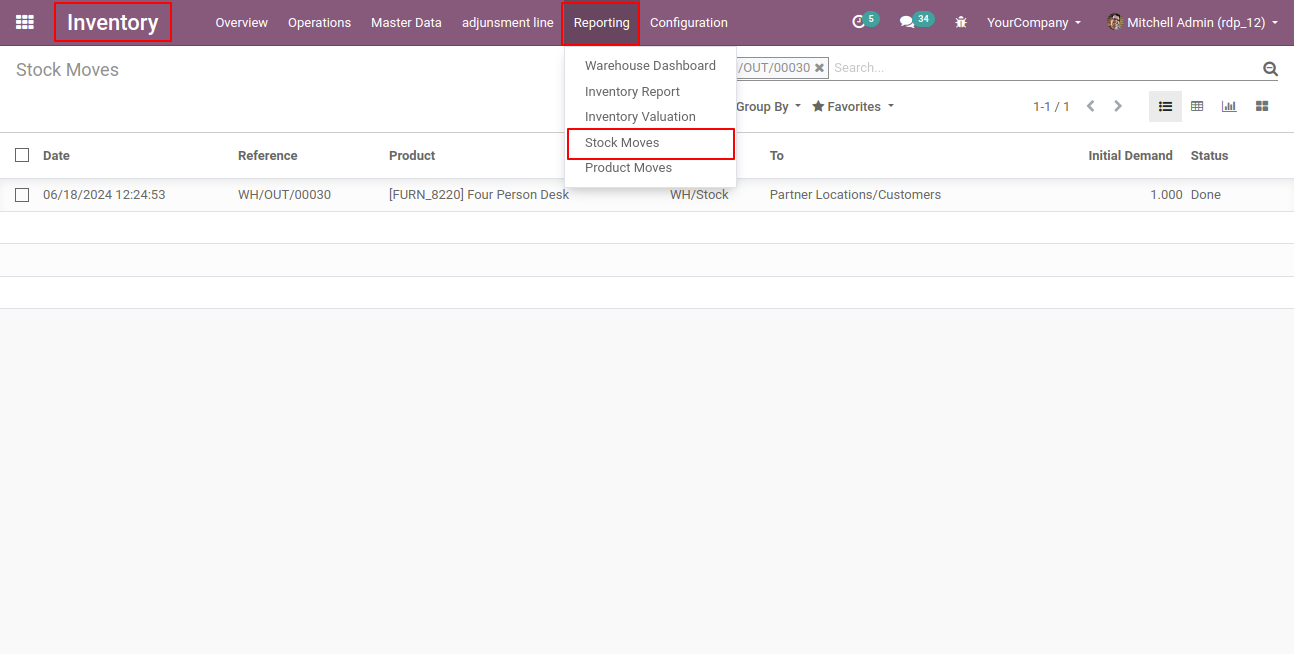 Inventory Overview Operations Master Data adjunsment line Reporting Configuration 5 34 YourCompany Mitchell Admin (rdp_12)
Stock Moves
/OUT/00030 Search...
Warehouse Dashboard
Inventory Report
Inventory Valuation
Stock Moves
Product Moves
Group By Favorites 1-1 / 1
Date Reference Product To Initial Demand Status
06/18/2024 12:24:53 WH/OUT/00030 [FURN_8220] Four Person Desk WH/Stock Partner Locations/Customers 1.000 Done